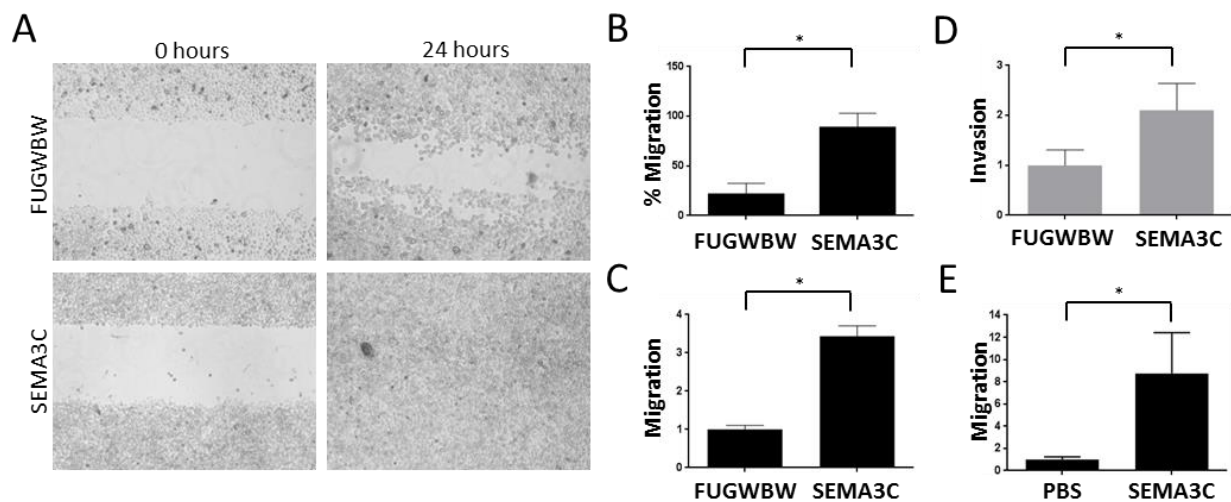 A
0 hours
24 hours
FUGWBW
SEMA3C
B
*
% Migration
150
100
50
0
FUGWBW SEMA3C
C
*
Migration
4
3
2
1
0
FUGWBW SEMA3C
D
*
Invasion
3
2
1
0
FUGWBW SEMA3C
E
*
Migration
14
12
10
8
6
4
2
0
PBS SEMA3C